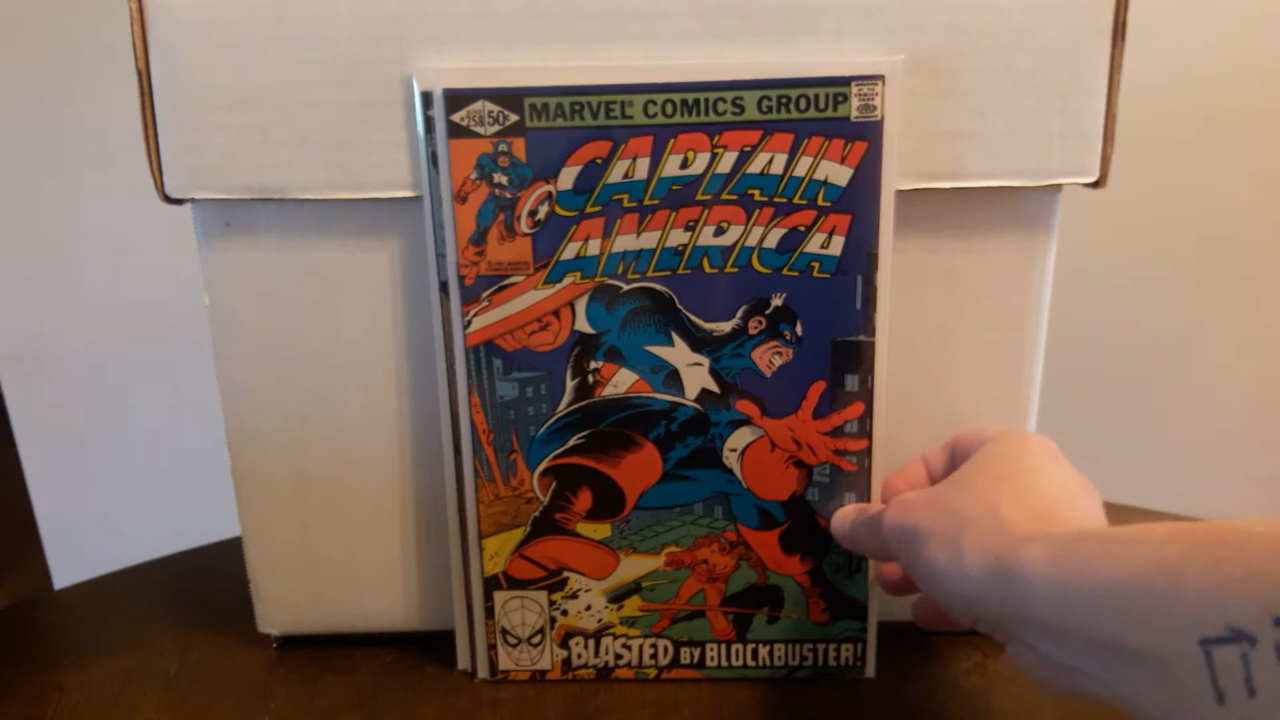 MARVEL® COMICS GROUP
#258 50¢
CAPTAIN
AMERICA
BLASTED BY BLOCKBUSTER!